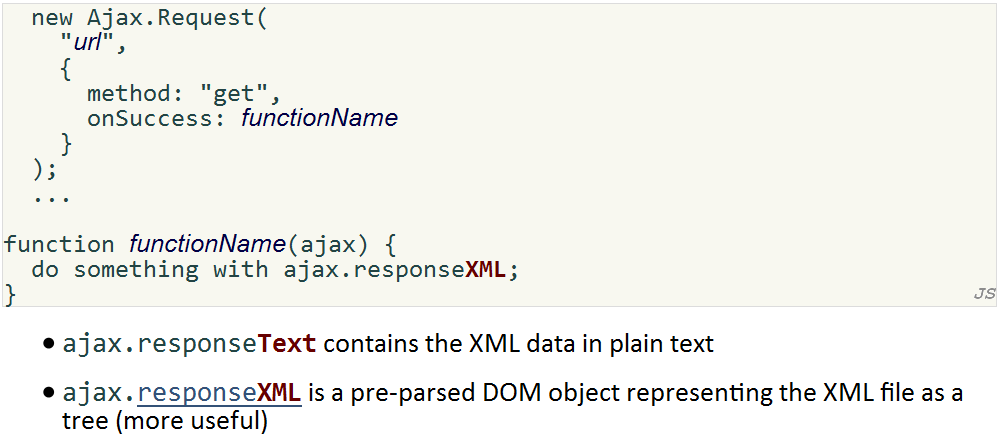 new Ajax.Request(
"url",
{
method: "get",
onSuccess: functionName
}
);
...
function functionName(ajax) {
do something with ajax.responseXML;
}
JS
• ajax.responseText contains the XML data in plain text
• ajax.responseXML is a pre-parsed DOM object representing the XML file as a
tree (more useful)